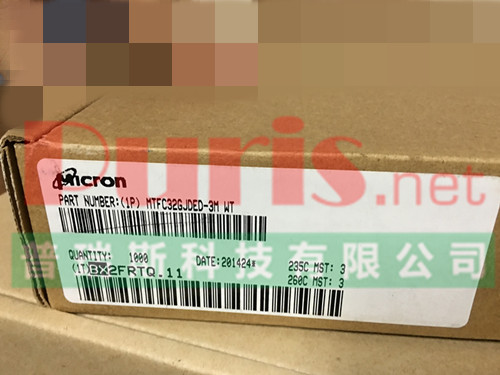 Duris.net
Micron
PART NUMBER:(1P) MTFC32GJDED-3M WT
普瑞斯科技有限公司
QUANTITY: 1000 DATE:201424* 235C MST: 3
(1T)BX2FRTQ.11 260C MST: 3